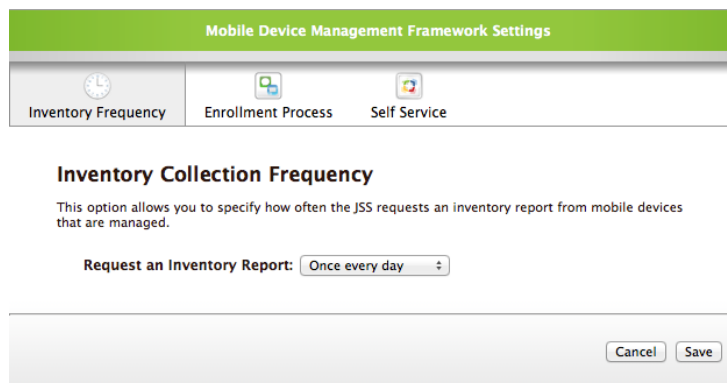 Mobile Device Management Framework Settings
Inventory Frequency
Enrollment Process
Self Service
Inventory Collection Frequency
This option allows you to specify how often the JSS requests an inventory report from mobile devices
that are managed.
Request an Inventory Report: Once every day
Cancel Save